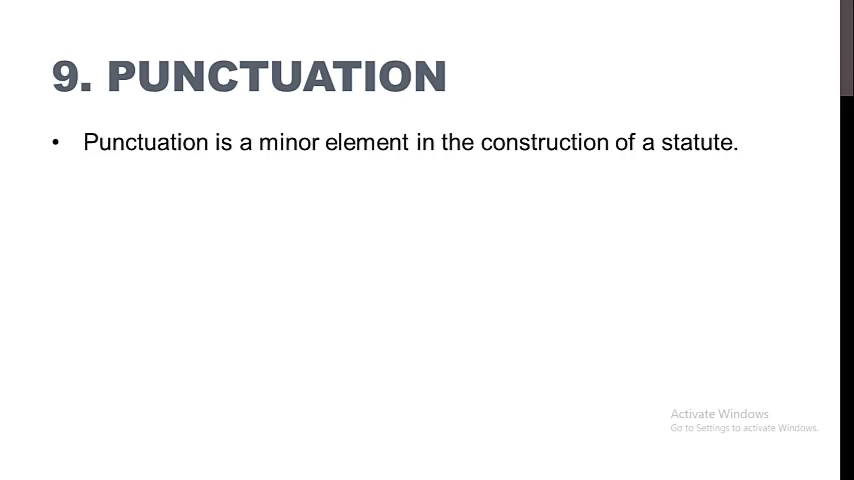 9. PUNCTUATION
• Punctuation is a minor element in the construction of a statute.
Activate Windows
Go to Settings to activate Windows.